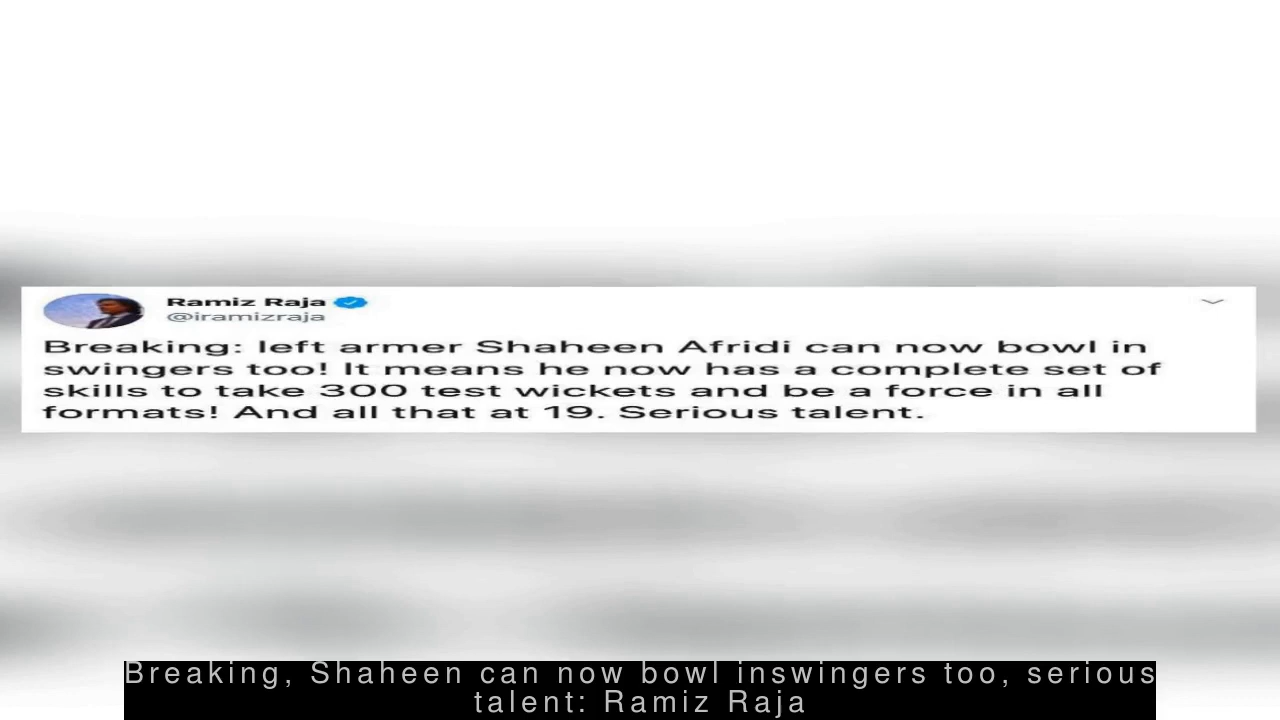 Ramiz Raja
@iramizraja
Breaking: left armer Shaheen Afridi can now bowl in
swingers too! It means he now has a complete set of
skills to take 300 test wickets and be a force in all
formats! And all that at 19. Serious talent.
Breaking, Shaheen can now bowl inswingers too, serious
talent: Ramiz Raja